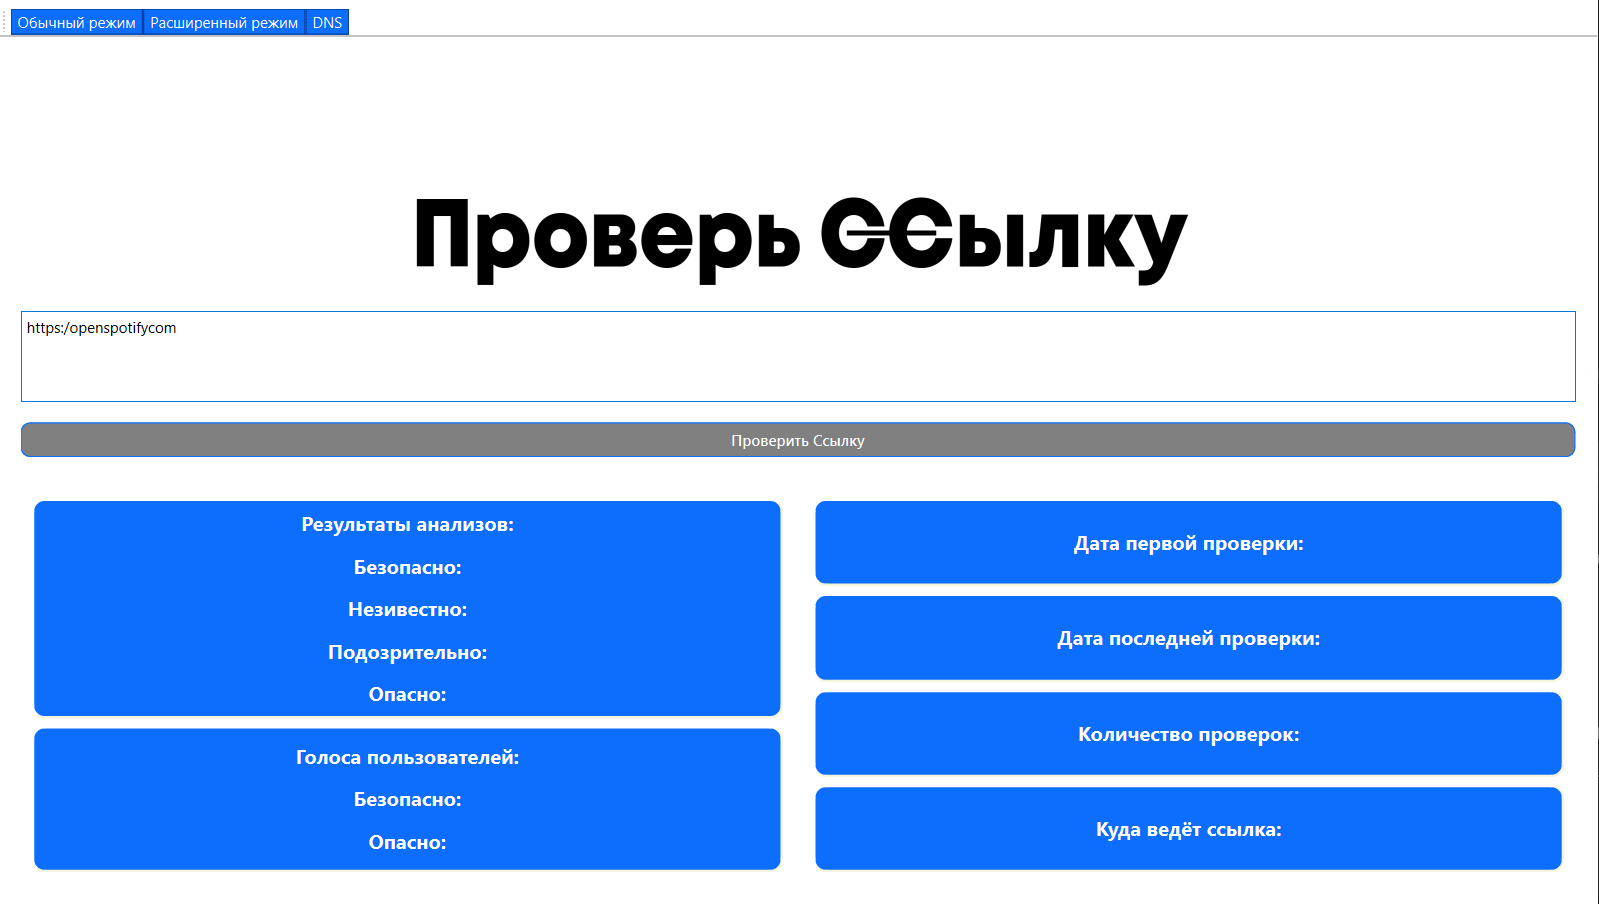 Обычный режим Расширенный режим DNS
Проверь ССылку
https:/openspotifycom
Проверить Ссылку
Результаты анализов:
Безопасно:
Незивестно:
Подозрительно:
Опасно:
Голоса пользователей:
Безопасно:
Опасно:
Дата первой проверки:
Дата последней проверки:
Количество проверок:
Куда ведёт ссылка: